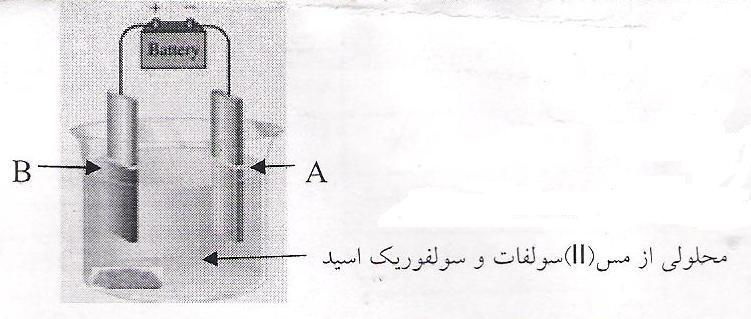 + −
Battery
B
A
محلولی از مس(II)سولفات و سولفوریک اسید